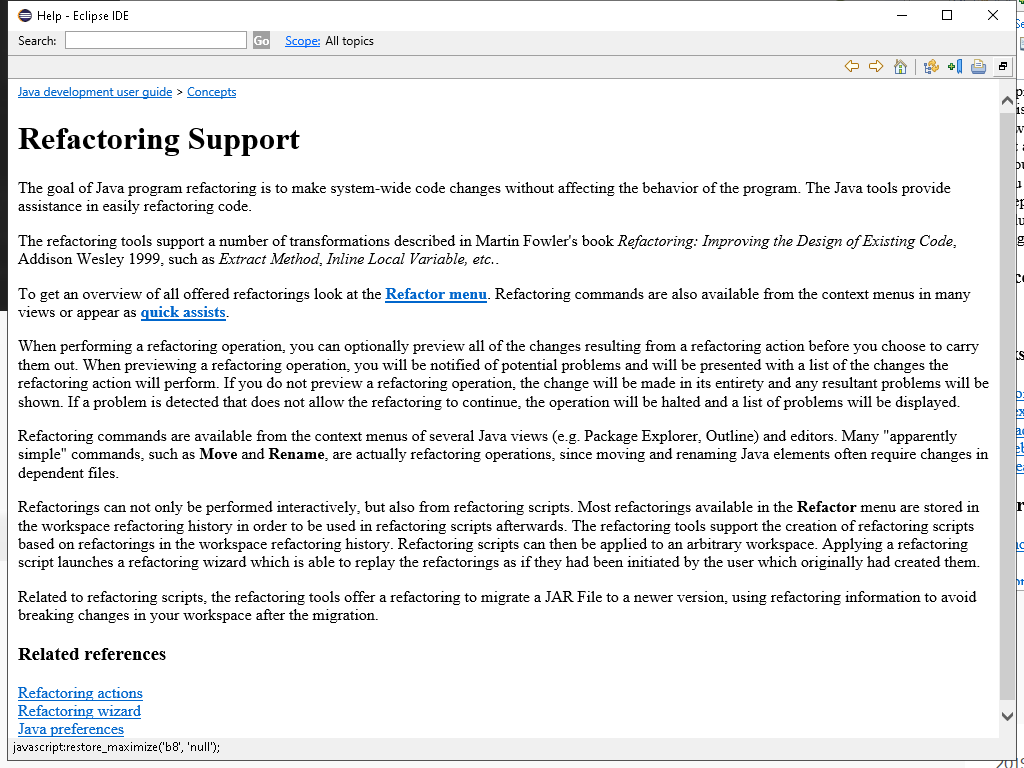 Help - Eclipse IDE
Search: Go Scope: All topics
Java development user guide > Concepts
Refactoring Support
The goal of Java program refactoring is to make system-wide code changes without affecting the behavior of the program. The Java tools provide
assistance in easily refactoring code.
The refactoring tools support a number of transformations described in Martin Fowler's book Refactoring: Improving the Design of Existing Code,
Addison Wesley 1999, such as Extract Method, Inline Local Variable, etc..
To get an overview of all offered refactorings look at the Refactor menu. Refactoring commands are also available from the context menus in many
views or appear as quick assists.
When performing a refactoring operation, you can optionally preview all of the changes resulting from a refactoring action before you choose to carry
them out. When previewing a refactoring operation, you will be notified of potential problems and will be presented with a list of the changes the
refactoring action will perform. If you do not preview a refactoring operation, the change will be made in its entirety and any resultant problems will be
shown. If a problem is detected that does not allow the refactoring to continue, the operation will be halted and a list of problems will be displayed.
Refactoring commands are available from the context menus of several Java views (e.g. Package Explorer, Outline) and editors. Many "apparently
simple" commands, such as Move and Rename, are actually refactoring operations, since moving and renaming Java elements often require changes in
dependent files.
Refactorings can not only be performed interactively, but also from refactoring scripts. Most refactorings available in the Refactor menu are stored in
the workspace refactoring history in order to be used in refactoring scripts afterwards. The refactoring tools support the creation of refactoring scripts
based on refactorings in the workspace refactoring history. Refactoring scripts can then be applied to an arbitrary workspace. Applying a refactoring
script launches a refactoring wizard which is able to replay the refactorings as if they had been initiated by the user which originally had created them.
Related to refactoring scripts, the refactoring tools offer a refactoring to migrate a JAR File to a newer version, using refactoring information to avoid
breaking changes in your workspace after the migration.
Related references
Refactoring actions
Refactoring wizard
Java preferences
javascript:restore_maximize('b8', 'null');